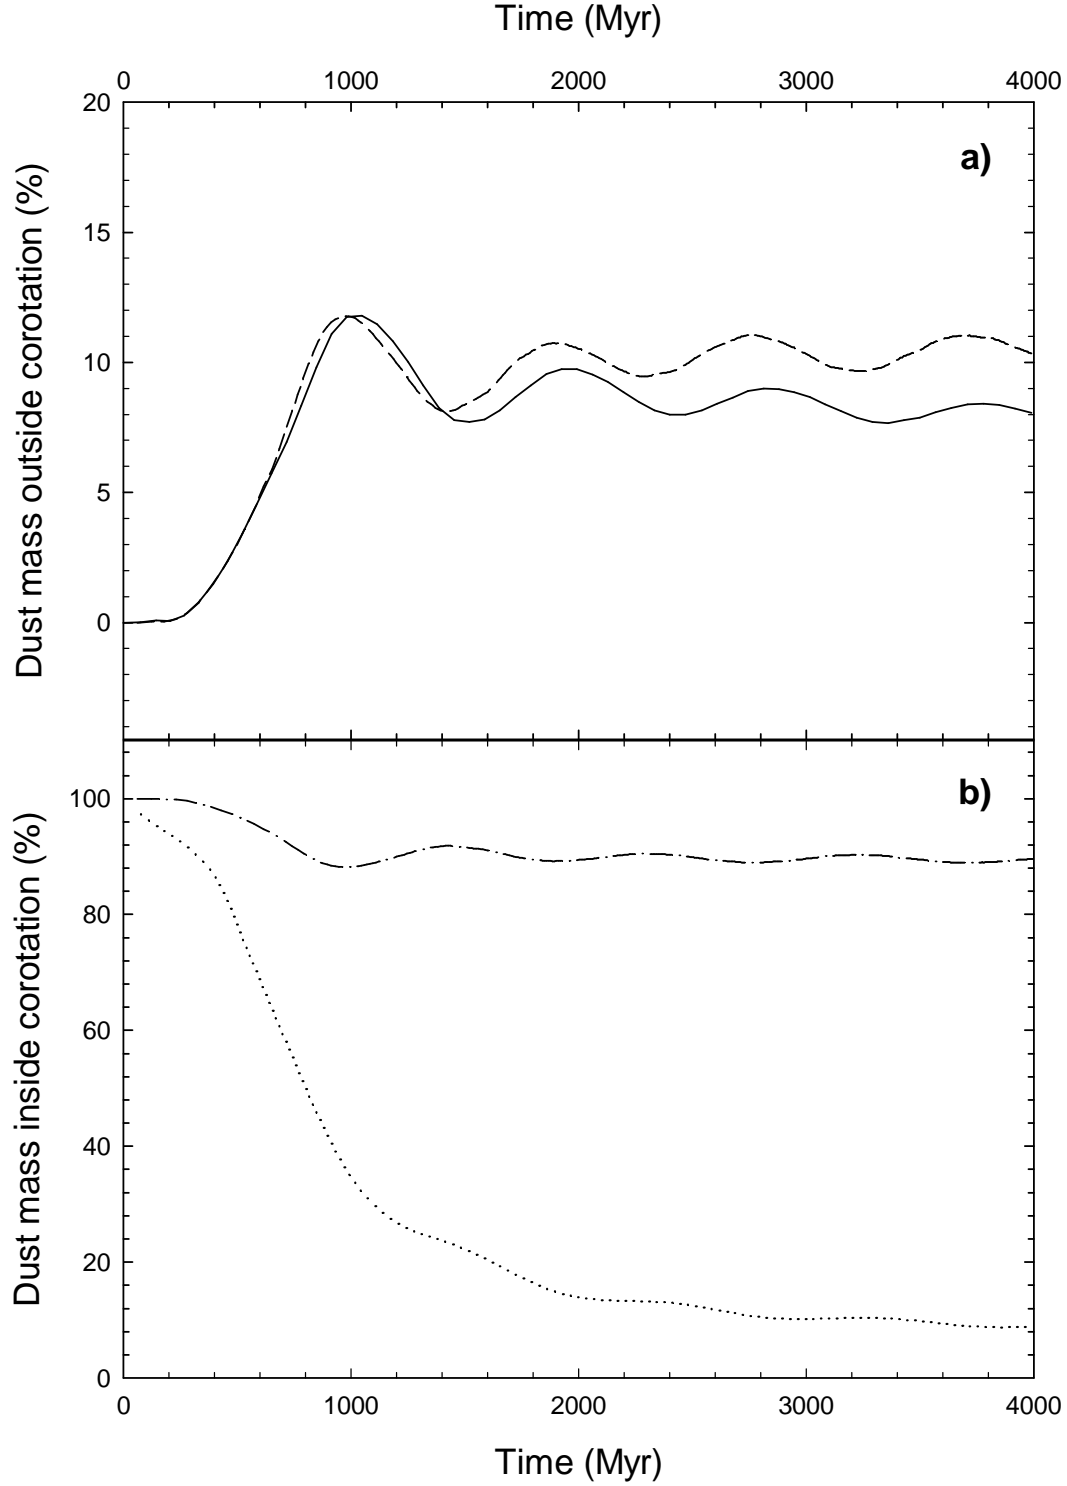 Time (Myr)
0 1000 2000 3000 4000
20
a)
15
10
5
0
Dust mass outside corotation (%)
b)
100
80
60
40
20
0
Dust mass inside corotation (%)
0 1000 2000 3000 4000
Time (Myr)